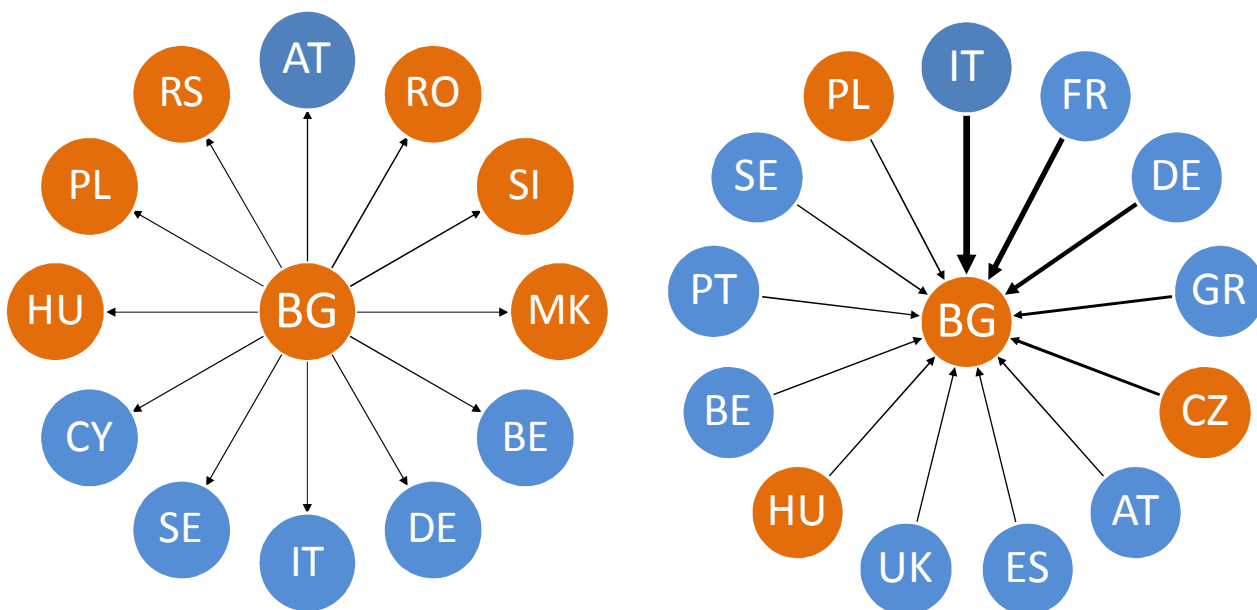 AT
RS
RO
PL
SI
HU
BG
MK
CY
BE
SE
DE
IT
IT
PL
FR
SE
DE
PT
GR
BG
BE
CZ
HU
AT
UK
ES